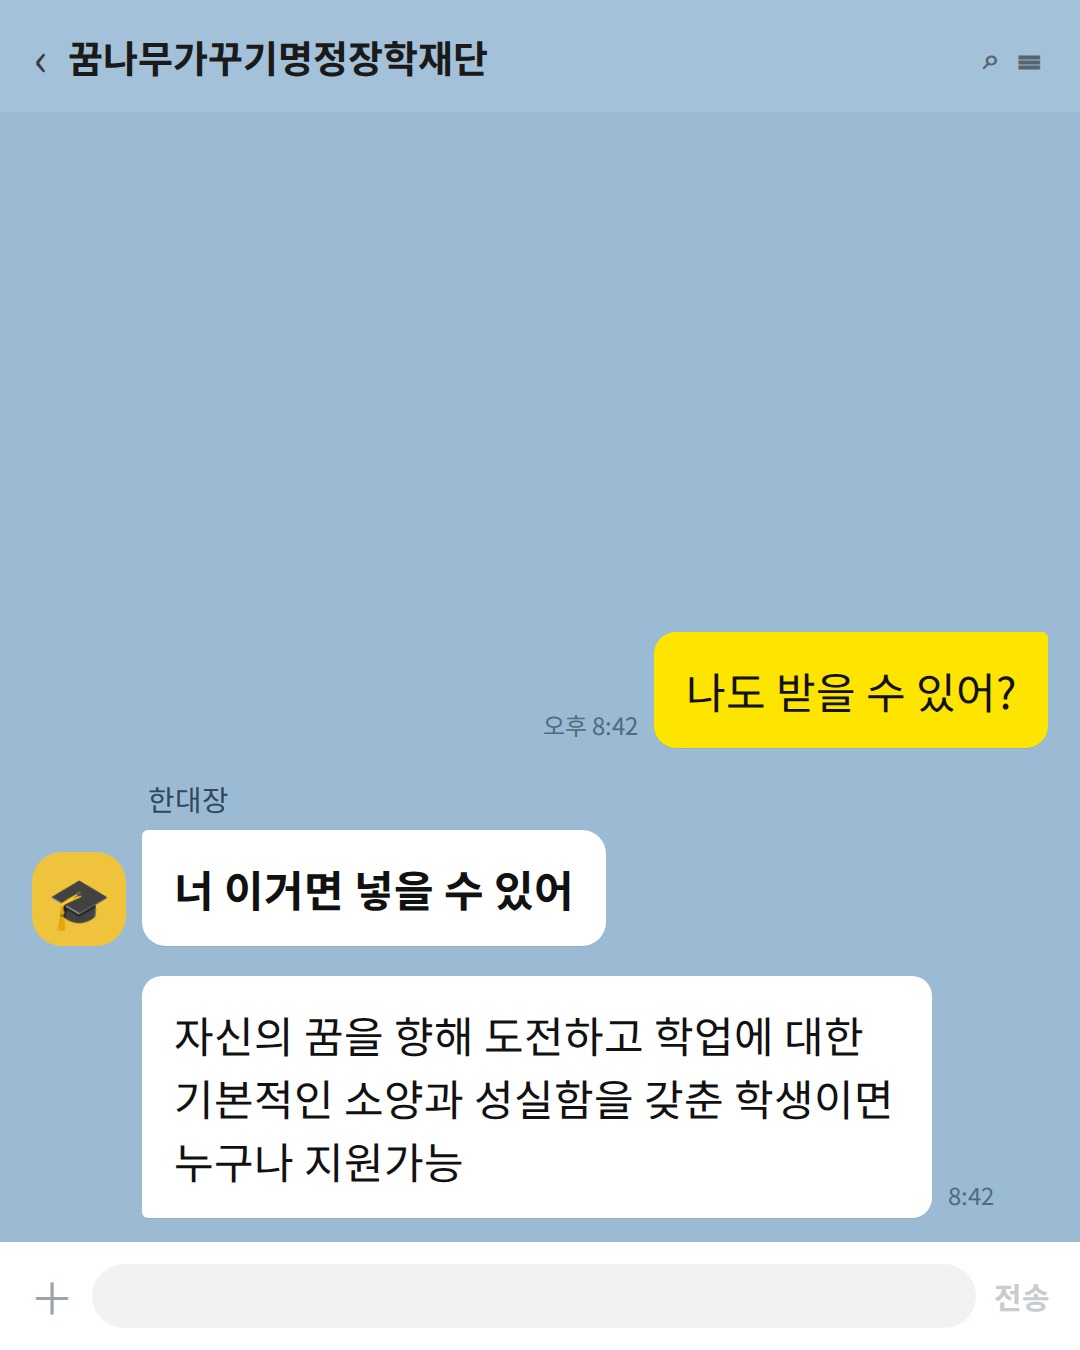 꿈나무가꾸기명정장학재단
나도 받을 수 있어?
오후 8:42
한대장
너 이거면 넣을 수 있어
자신의 꿈을 향해 도전하고 학업에 대한
기본적인 소양과 성실함을 갖춘 학생이면
누구나 지원가능
8:42
전송